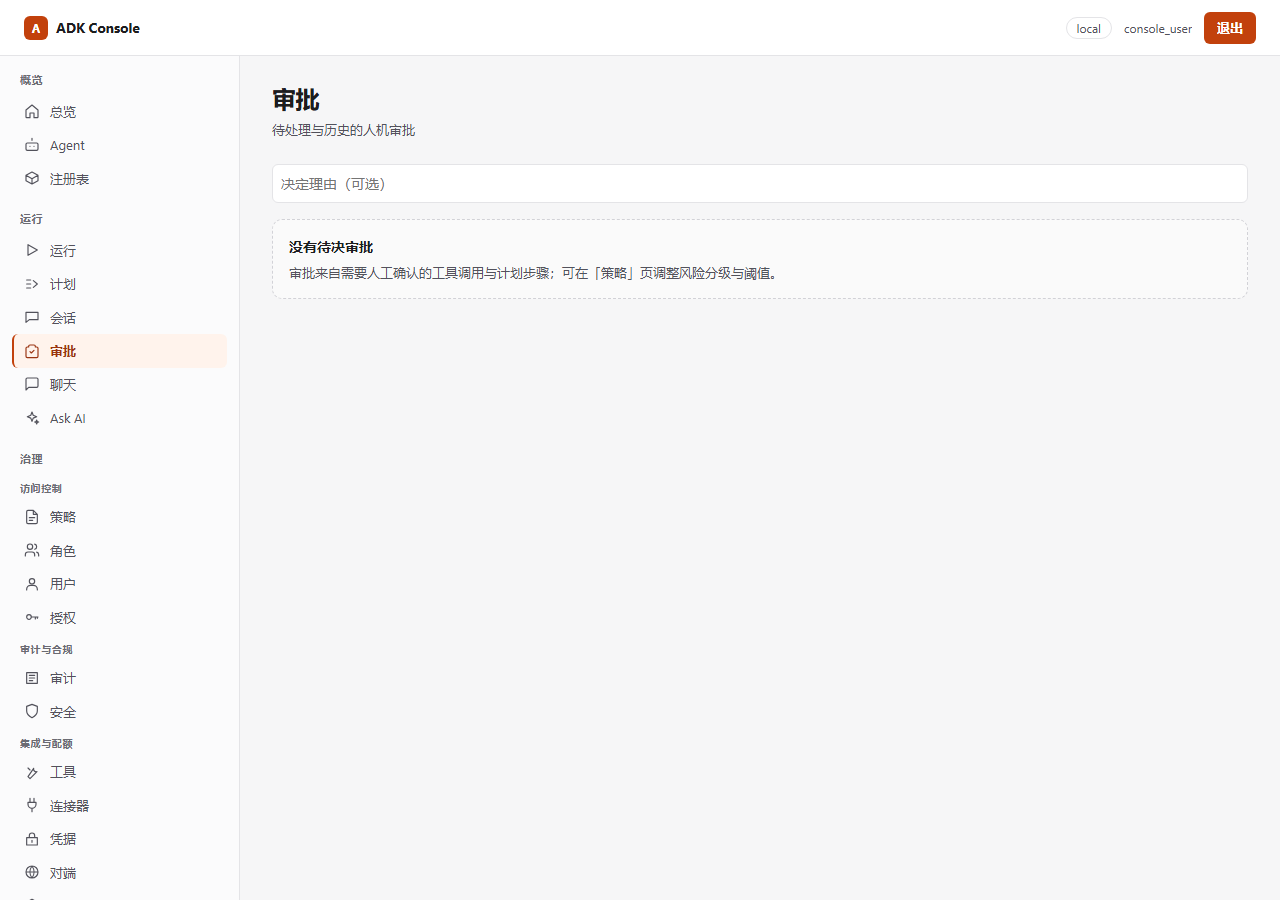 A ADK Console
local console_user 退出
概览
总览
Agent
注册表
运行
运行
计划
会话
审批
聊天
Ask AI
治理
访问控制
策略
角色
用户
授权
审计与合规
审计
安全
集成与配额
工具
连接器
凭据
对端
审批
待处理与历史的人机审批
决定理由（可选）
没有待决审批
审批来自需要人工确认的工具调用与计划步骤；可在「策略」页调整风险分级与阈值。